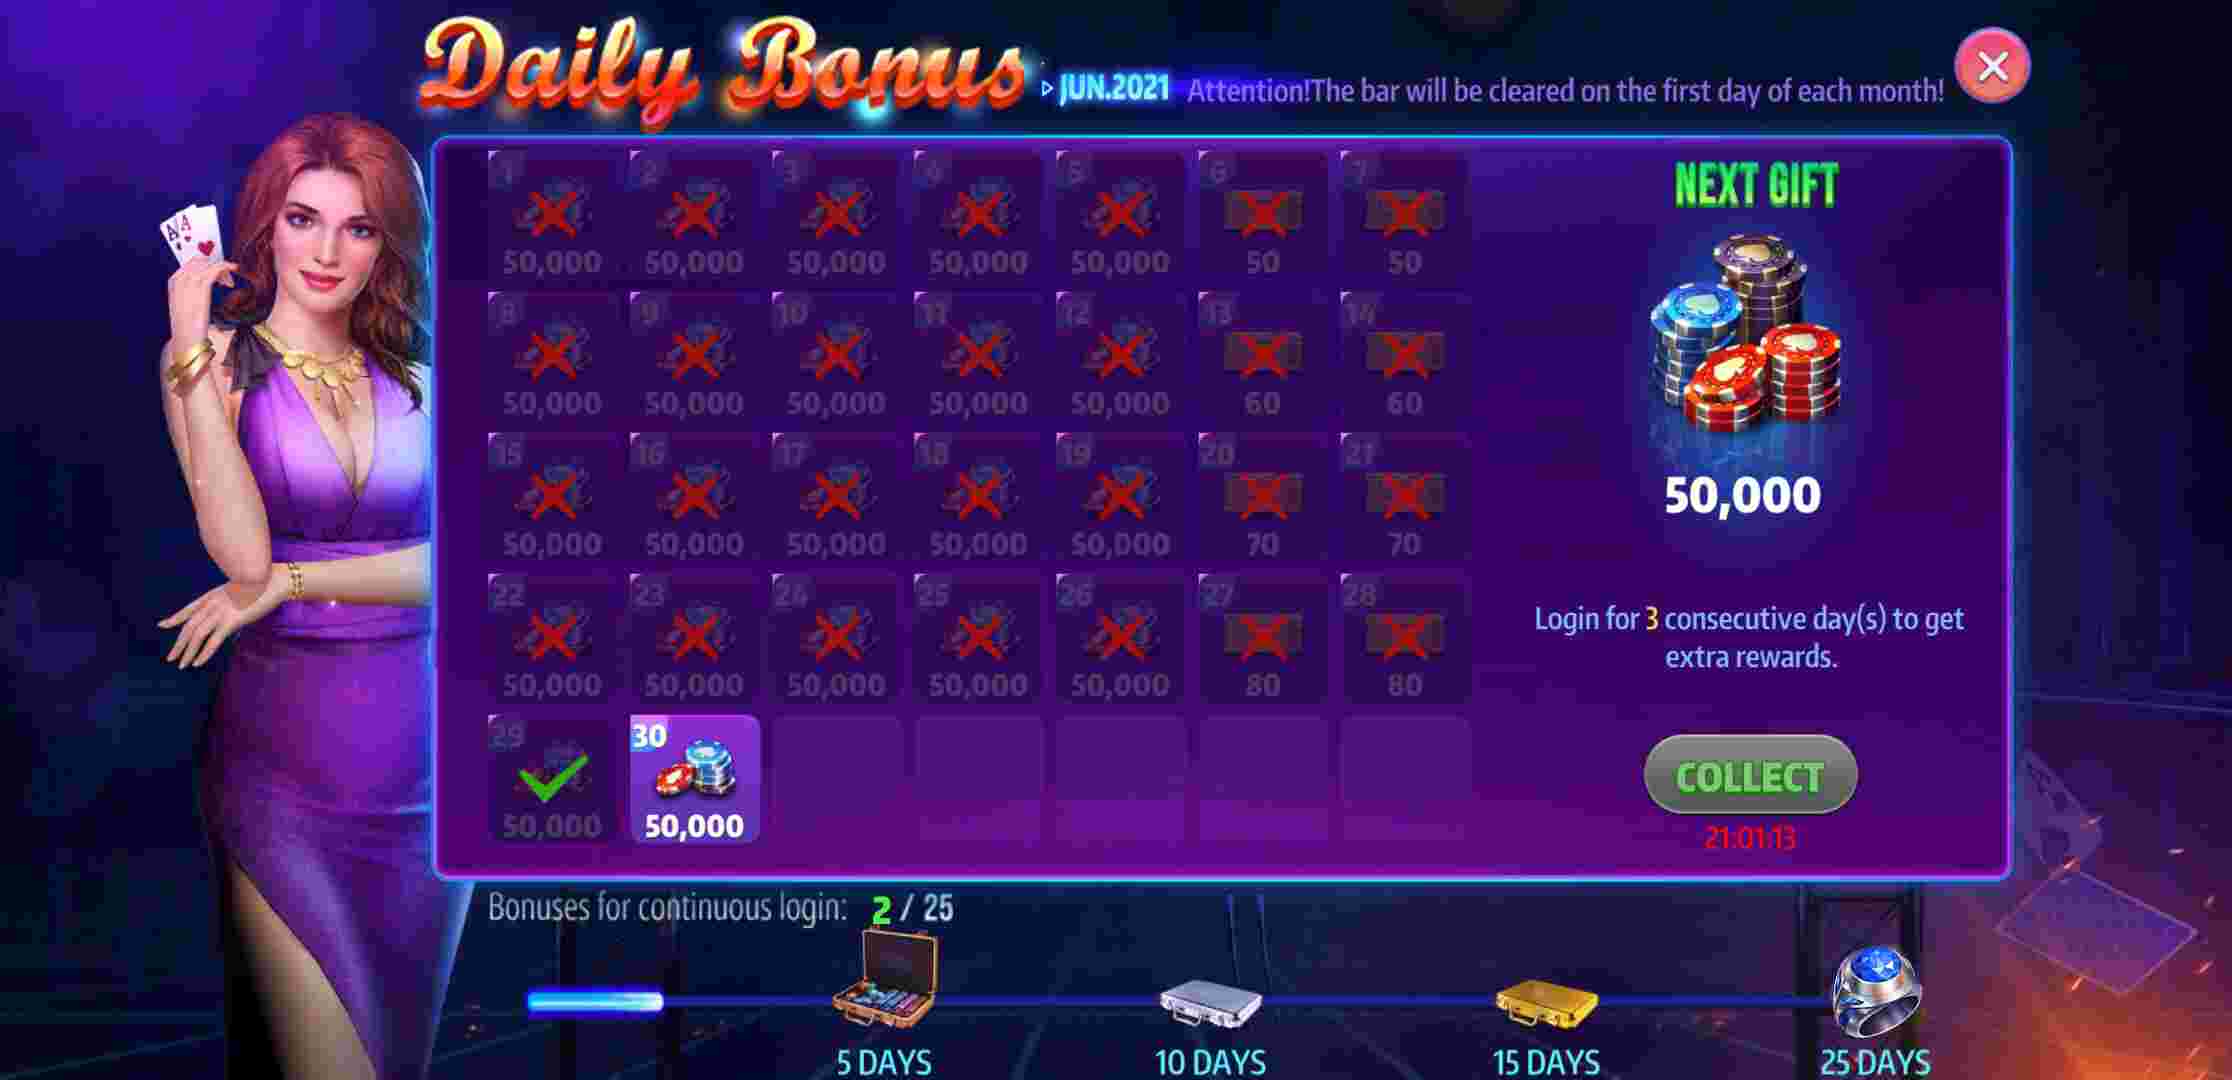 Daily Bonus
JUN.2021
Attention!The bar will be cleared on the first day of each month!
1 2 3 4 5 6 7
50,000 50,000 50,000 50,000 50,000 50 50
8 9 10 11 12 13 14
50,000 50,000 50,000 50,000 50,000 60 60
15 16 17 18 19 20 21
50,000 50,000 50,000 50,000 50,000 70 70
22 23 24 25 26 27 28
50,000 50,000 50,000 50,000 50,000 80 80
29 30
50,000 50,000
NEXT GIFT
50,000
Login for 3 consecutive day(s) to get
extra rewards.
COLLECT
21:01:13
Bonuses for continuous login: 2 / 25
5 DAYS 10 DAYS 15 DAYS 25 DAYS
A A